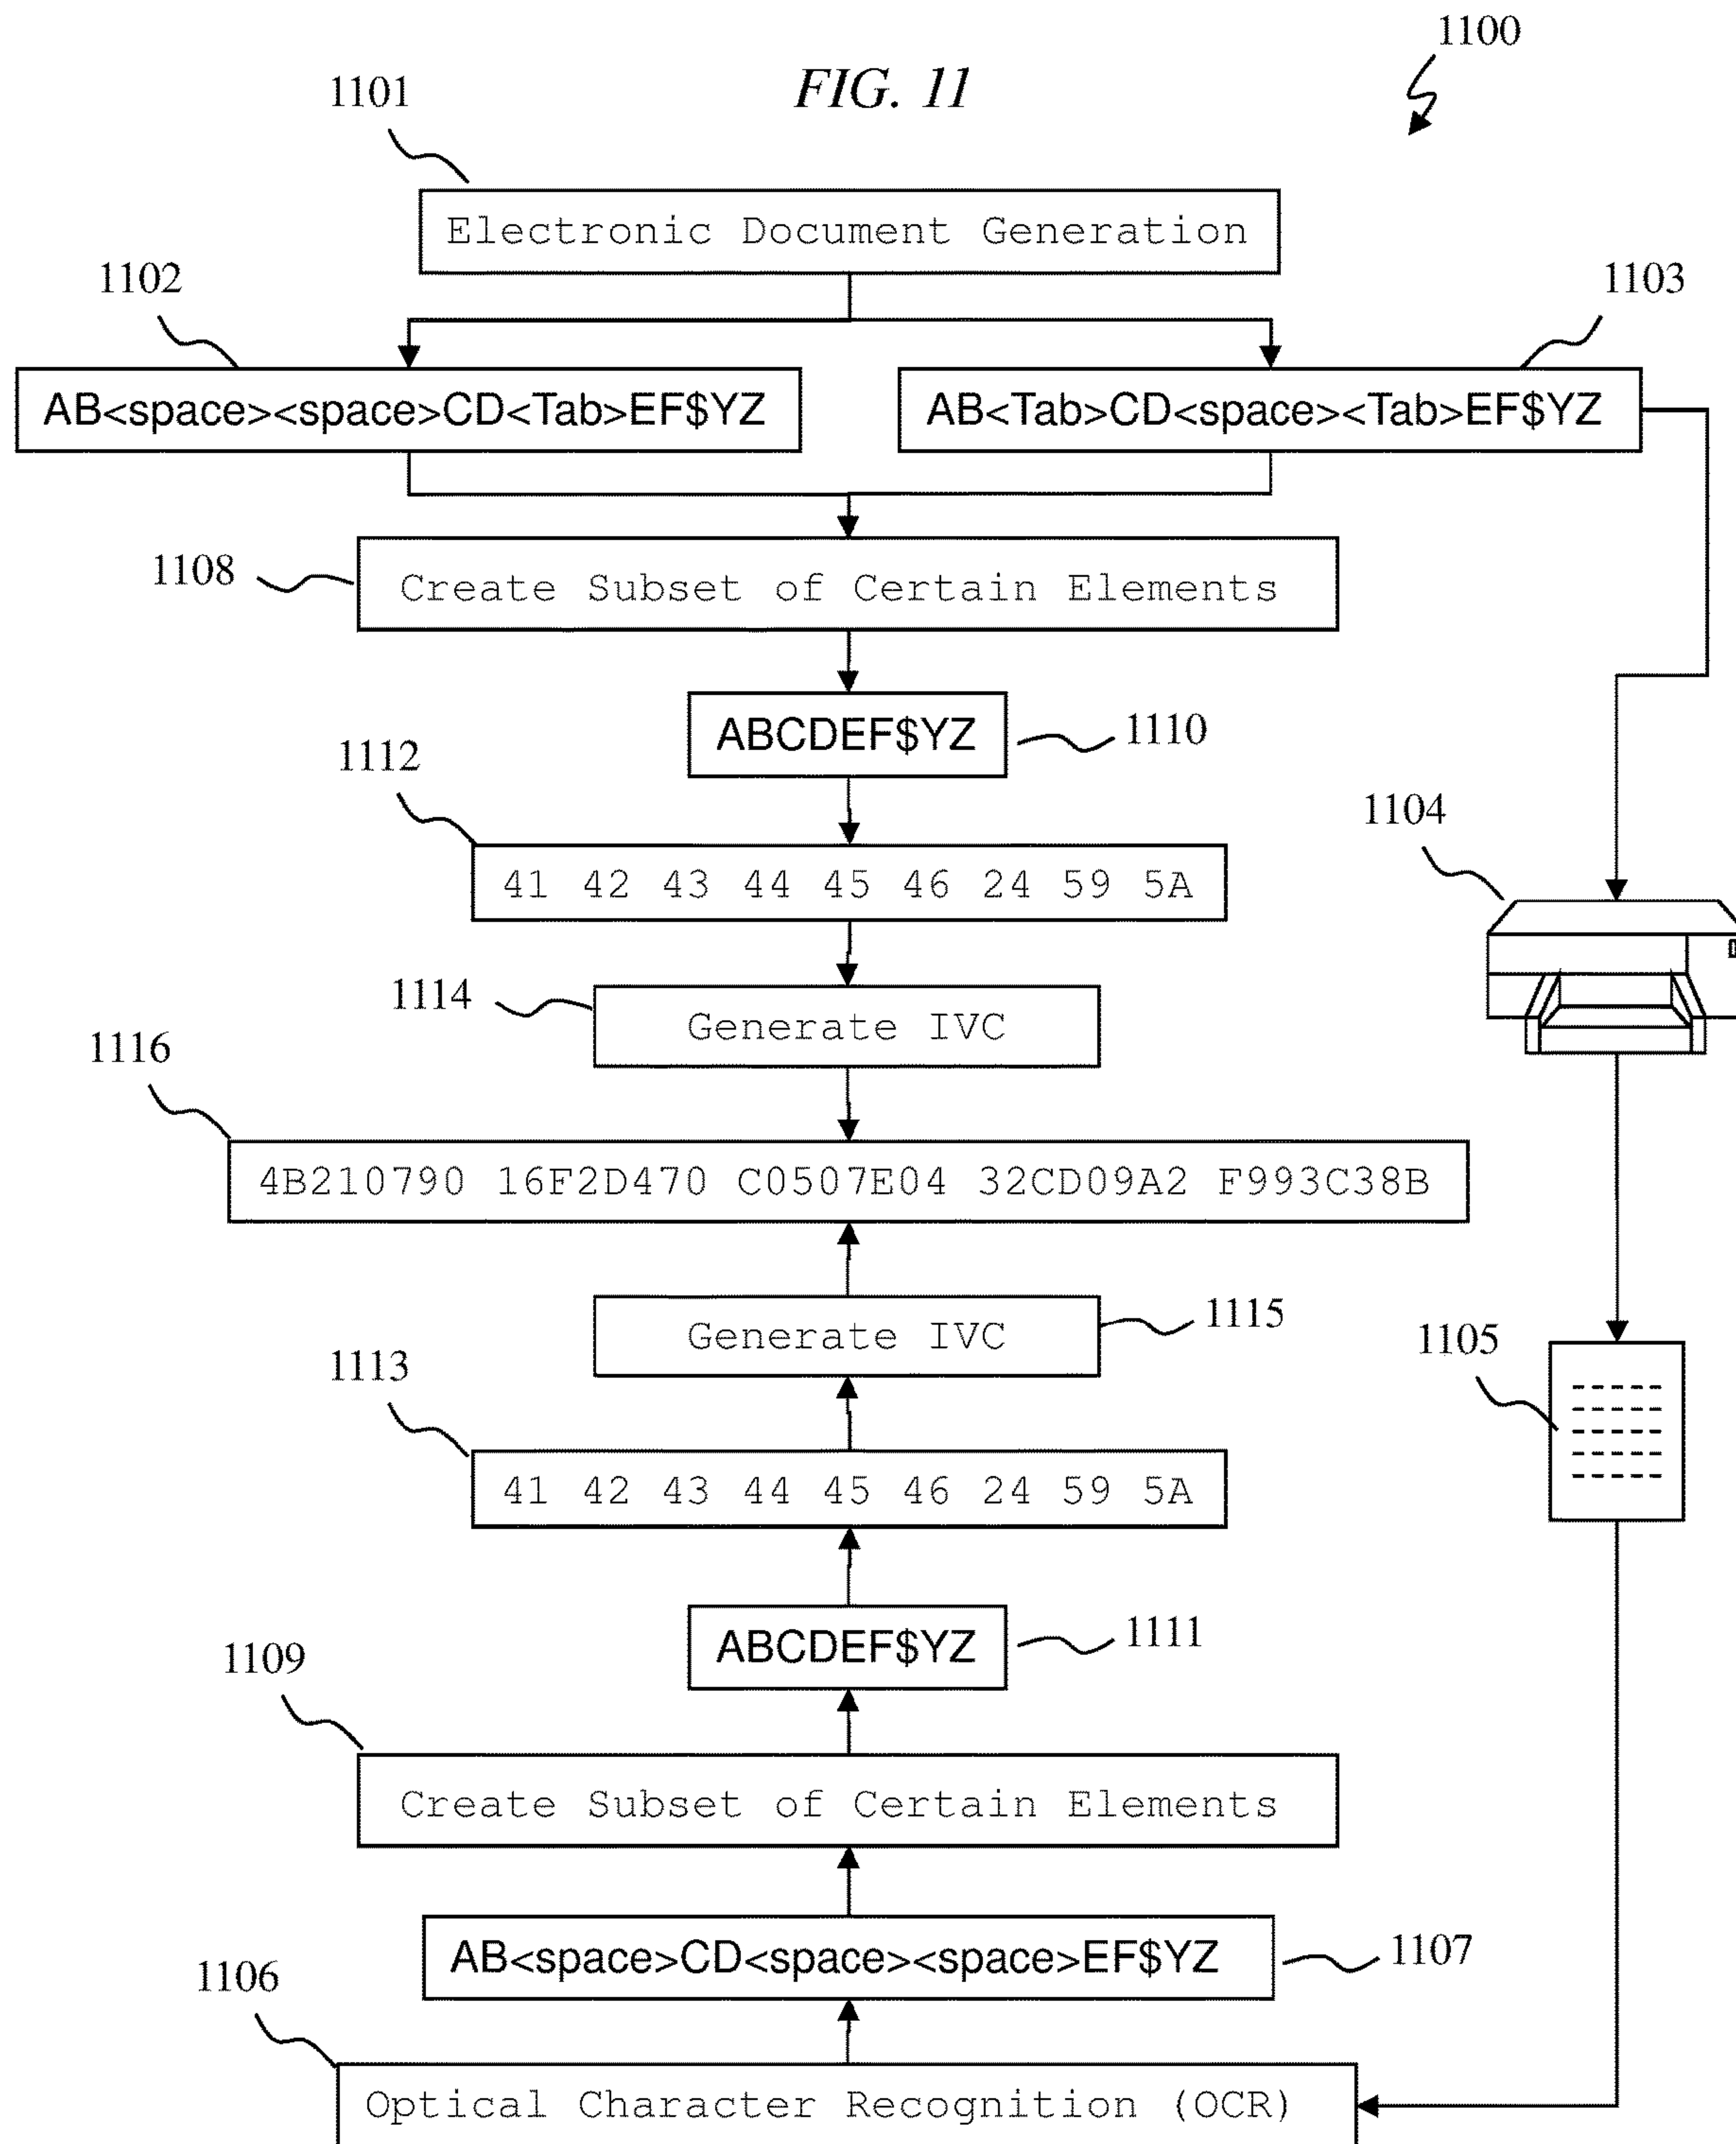 1100
FIG. 11
1101
Electronic Document Generation
1102
1103
AB<space><space>CD<Tab>EF$YZ
AB<Tab>CD<space><Tab>EF$YZ
1108
Create Subset of Certain Elements
ABCDEF$YZ
1110
1112
1104
41 42 43 44 45 46 24 59 5A
1114
Generate IVC
1116
4B210790 16F2D470 C0507E04 32CD09A2 F993C38B
Generate IVC
1115
1113
1105
41 42 43 44 45 46 24 59 5A
ABCDEF$YZ
1111
1109
Create Subset of Certain Elements
AB<space>CD<space><space>EF$YZ
1107
1106
Optical Character Recognition (OCR)